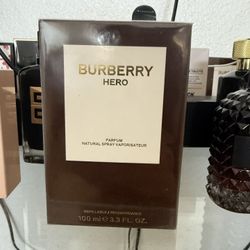 BURBERRY
HERO
PARFUM
NATURAL SPRAY VAPORISATEUR
REFILLABLE / RECHARGEABLE
100 ml e 3.3 FL. OZ.